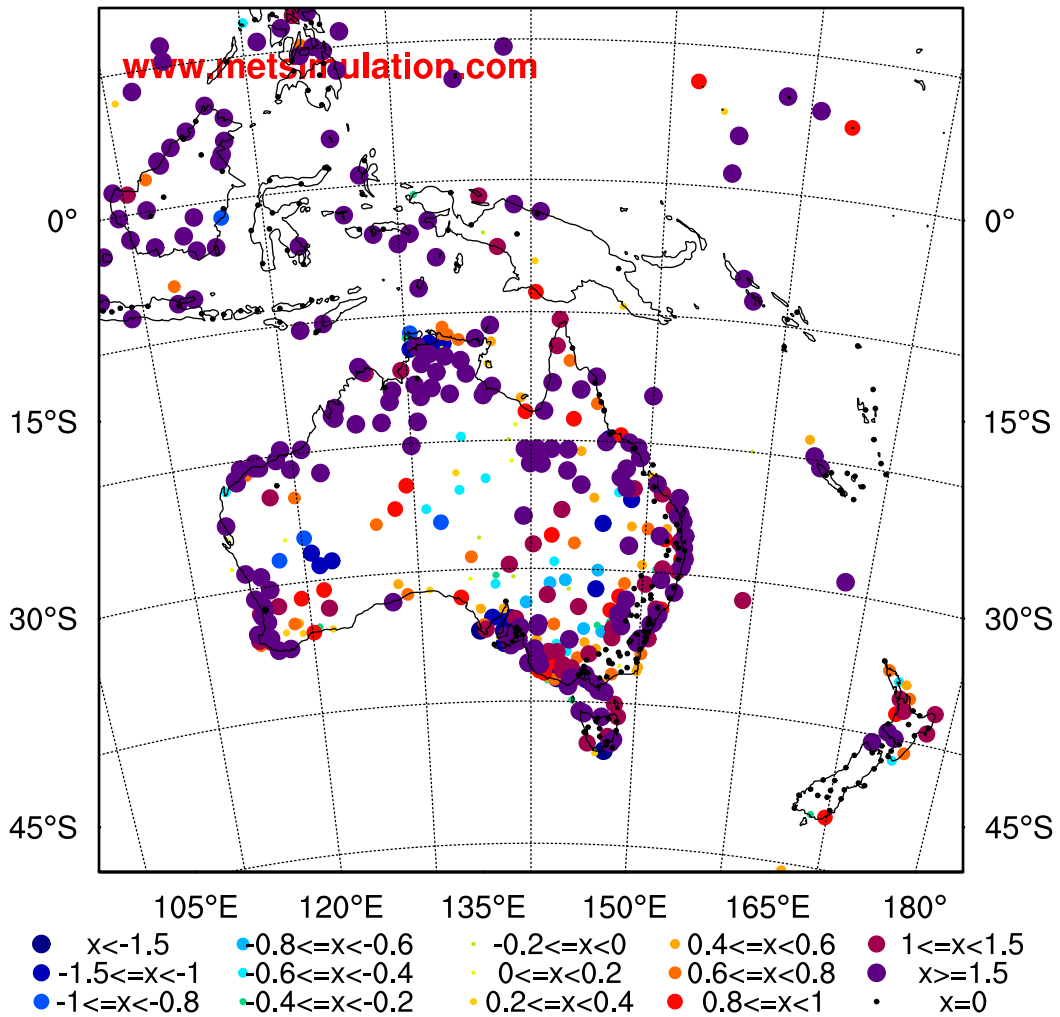 www.metsimulation.com
0° 0°
15°S 15°S
30°S 30°S
45°S 45°S
105°E 120°E 135°E 150°E 165°E 180°
x<-1.5 -0.8<=x<-0.6 -0.2<=x<0 0.4<=x<0.6 1<=x<1.5
-1.5<=x<-1 -0.6<=x<-0.4 0<=x<0.2 0.6<=x<0.8 x>=1.5
-1<=x<-0.8 -0.4<=x<-0.2 0.2<=x<0.4 0.8<=x<1 x=0